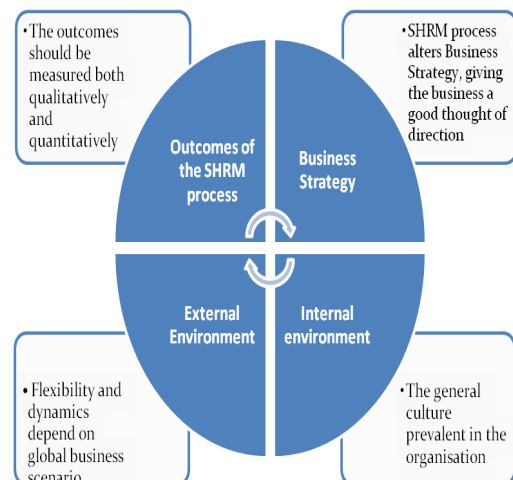 • The outcomes
should be
measured both
qualitatively
and
quantitatively
• SHRM process
alters Business
Strategy, giving
the business a
good thought of
direction
Outcomes of
the SHRM
process
Business
Strategy
External
Environment
Internal
environment
• Flexibility and
dynamics
depend on
global business
scenario
• The general
culture
prevalent in the
organisation